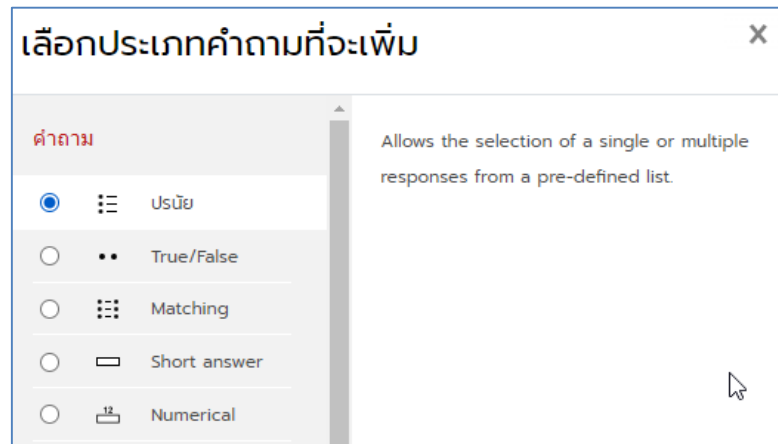 เลือกประเภทคำถามที่จะเพิ่ม
X
คำถาม
ปรนัย
True/False
Matching
Short answer
12
Numerical
Allows the selection of a single or multiple
responses from a pre-defined list.